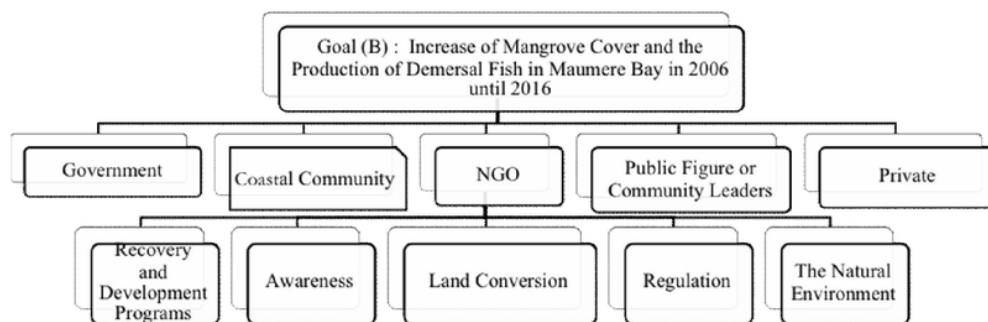 Goal (B) : Increase of Mangrove Cover and the
Production of Demersal Fish in Maumere Bay in 2006
until 2016
Government
Coastal Community
NGO
Public Figure or
Community Leaders
Private
Recovery
and
Development
Programs
Awareness
Land Conversion
Regulation
The Natural
Environment